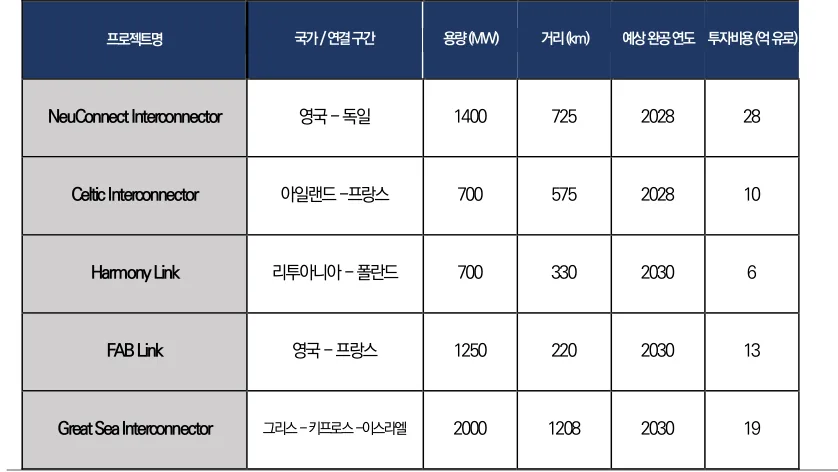 프로젝트명 국가 / 연결 구간 용량 (MW) 거리 (km) 예상 완공 연도 투자비용 (억 유로)
NeuConnect Interconnector 영국 – 독일 1400 725 2028 28
Celtic Interconnector 아일랜드 –프랑스 700 575 2028 10
Harmony Link 리투아니아 – 폴란드 700 330 2030 6
FAB Link 영국 – 프랑스 1250 220 2030 13
Great Sea Interconnector 그리스 – 키프로스 –이스라엘 2000 1208 2030 19